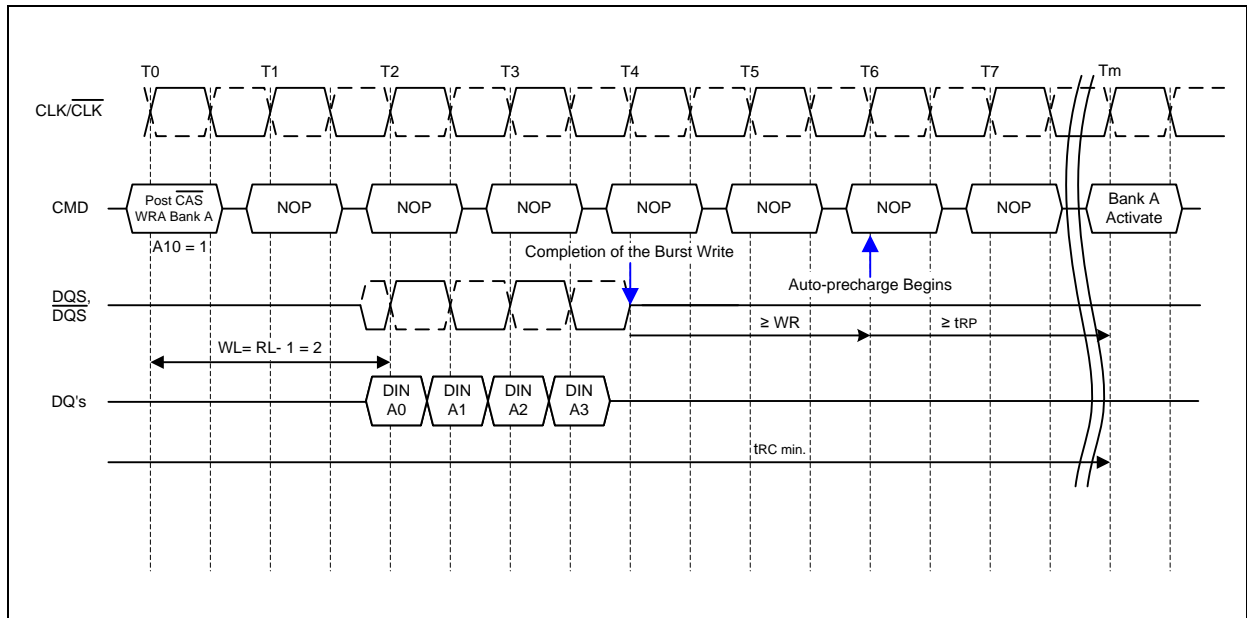 T0 T1 T2 T3 T4 T5 T6 T7 Tm
CLK/CLK
CMD
Post CAS
WRA Bank A
NOP NOP NOP NOP NOP NOP NOP
Bank A
Activate
A10 = 1
Completion of the Burst Write
Auto-precharge Begins
DQS,
DQS
≥ WR
≥ tRP
WL= RL- 1 = 2
DQ's
DIN
A0
DIN
A1
DIN
A2
DIN
A3
tRC min.